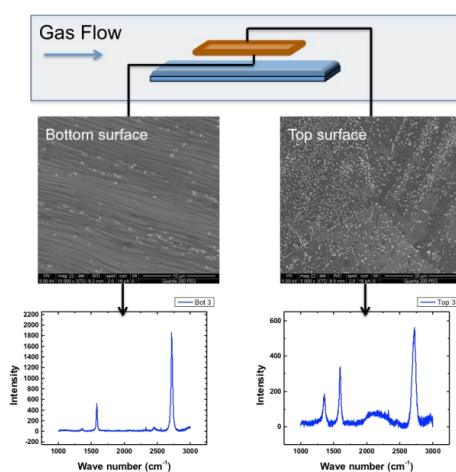 Gas Flow
Bottom surface
Top surface
Bot 3
2200
2000
1800
1600
1400
1200
1000
800
600
400
200
0
-200
1000 1500 2000 2500 3000
Intensity
Wave number (cm⁻¹)
Top 3
600
400
200
0
1000 1500 2000 2500 3000
Intensity
Wave number (cm⁻¹)